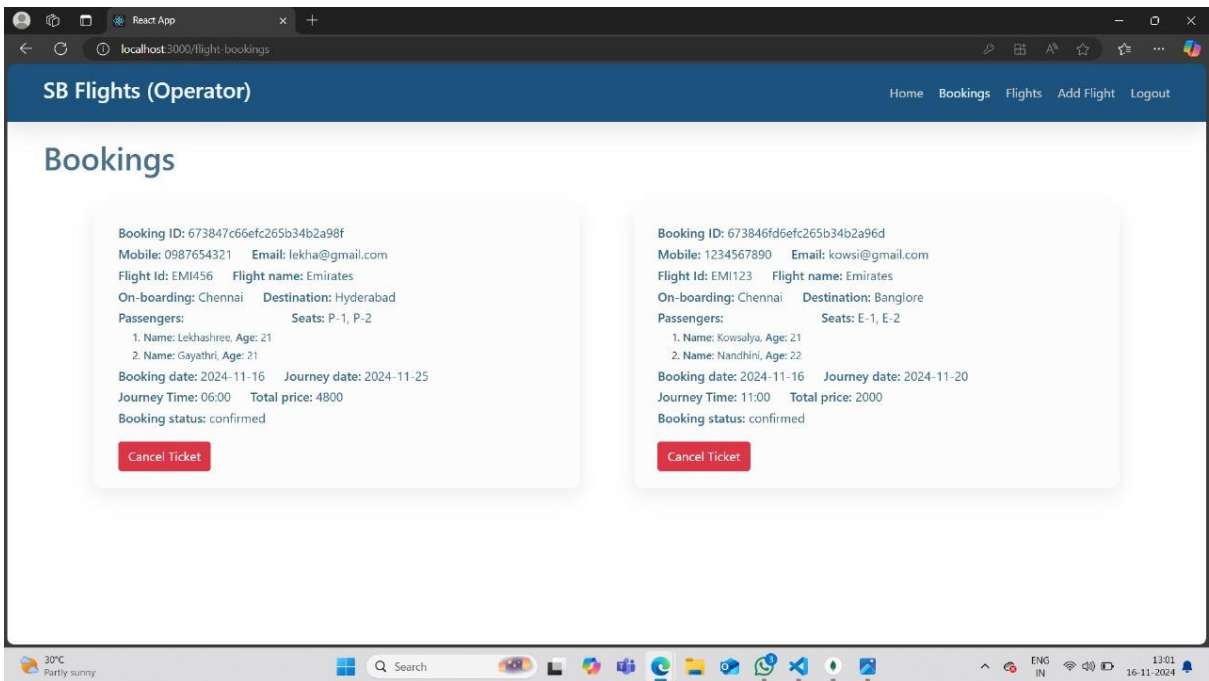 React App
localhost:3000/flight-bookings
SB Flights (Operator)
Home Bookings Flights Add Flight Logout
Bookings
Booking ID: 673847c66efc265b34b2a98f
Mobile: 0987654321 Email: lekha@gmail.com
Flight Id: EMI456 Flight name: Emirates
On-boarding: Chennai Destination: Hyderabad
Passengers: Seats: P-1, P-2
1. Name: Lekhashree, Age: 21
2. Name: Gayathri, Age: 21
Booking date: 2024-11-16 Journey date: 2024-11-25
Journey Time: 06:00 Total price: 4800
Booking status: confirmed
Cancel Ticket
Booking ID: 673846fd6efc265b34b2a96d
Mobile: 1234567890 Email: kowsi@gmail.com
Flight Id: EMI123 Flight name: Emirates
On-boarding: Chennai Destination: Banglore
Passengers: Seats: E-1, E-2
1. Name: Kowsalya, Age: 21
2. Name: Nandhini, Age: 22
Booking date: 2024-11-16 Journey date: 2024-11-20
Journey Time: 11:00 Total price: 2000
Booking status: confirmed
Cancel Ticket
30°C
Partly sunny
Search
3
ENG
IN
13:01
16-11-2024